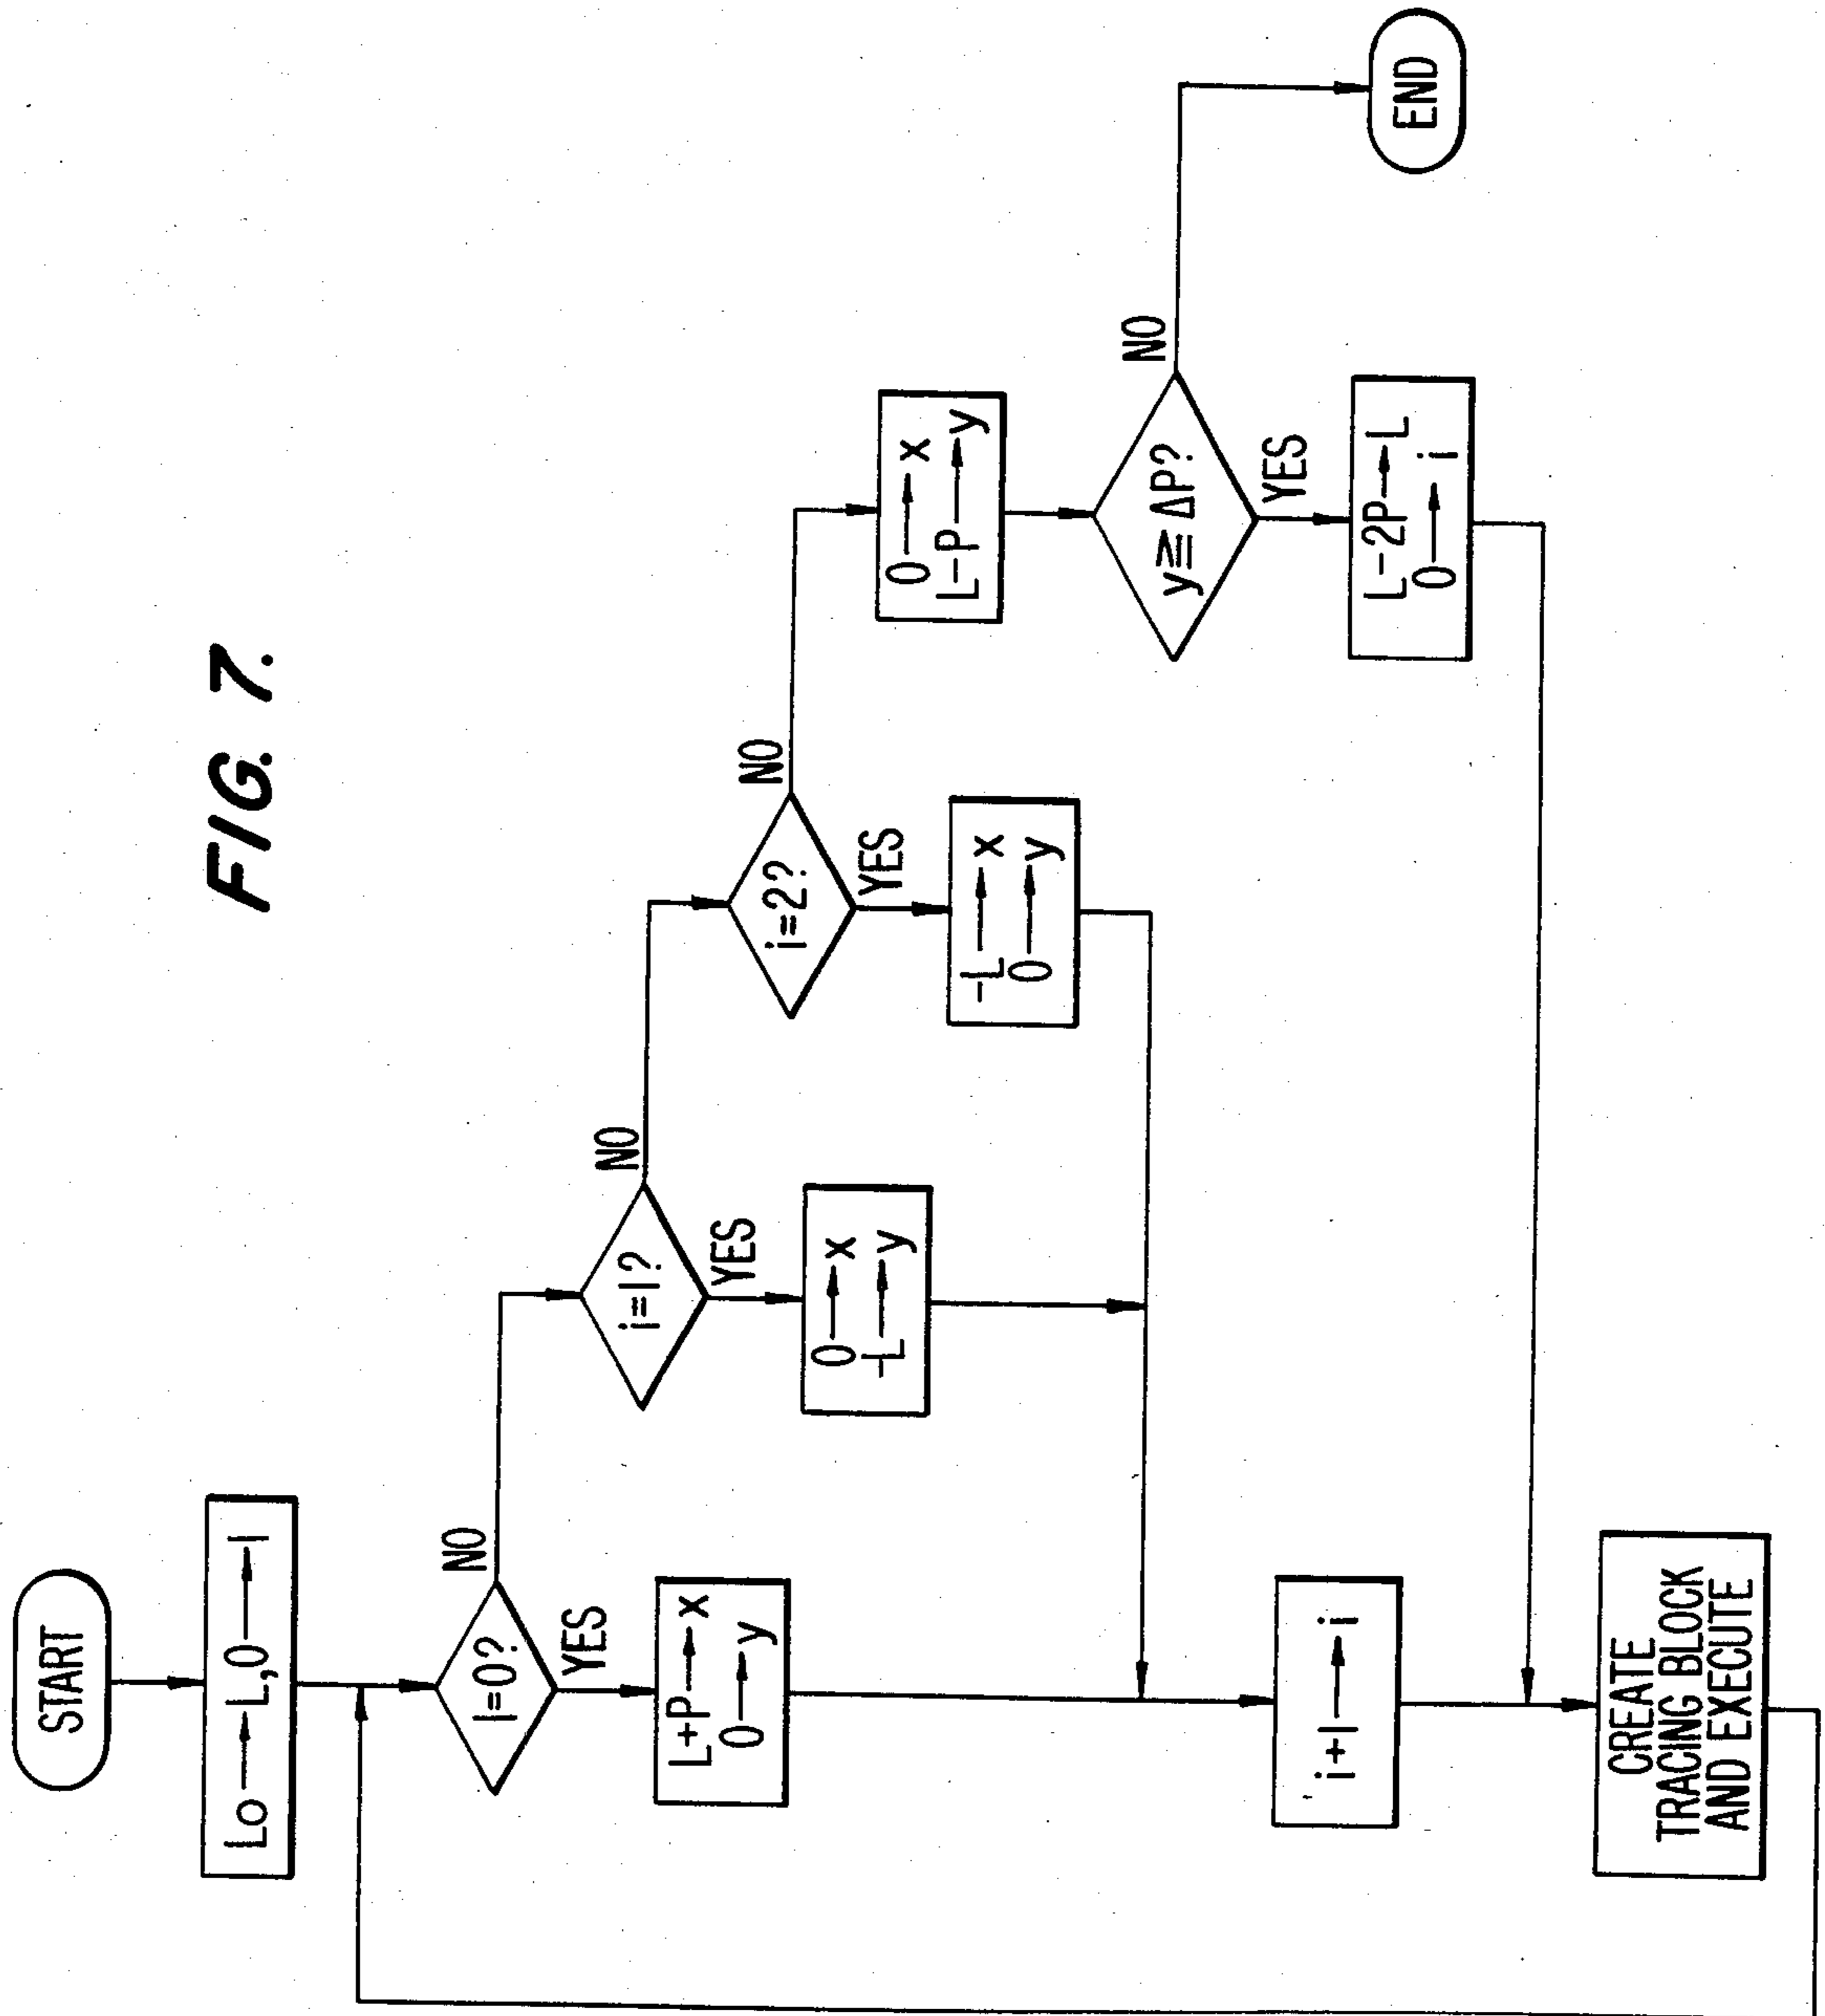 FIG. 7.
START
Lo→L,0→I
I=0?
NO
YES
L+P→x
0→y
i=1?
NO
YES
0→x
-L→y
i=2?
NO
YES
-L→x
0→y
0→x
L-P→y
y≧ΔP?
NO
YES
L-2P→L
0→i
END
i+1→i
CREATE
TRACING BLOCK
AND EXECUTE